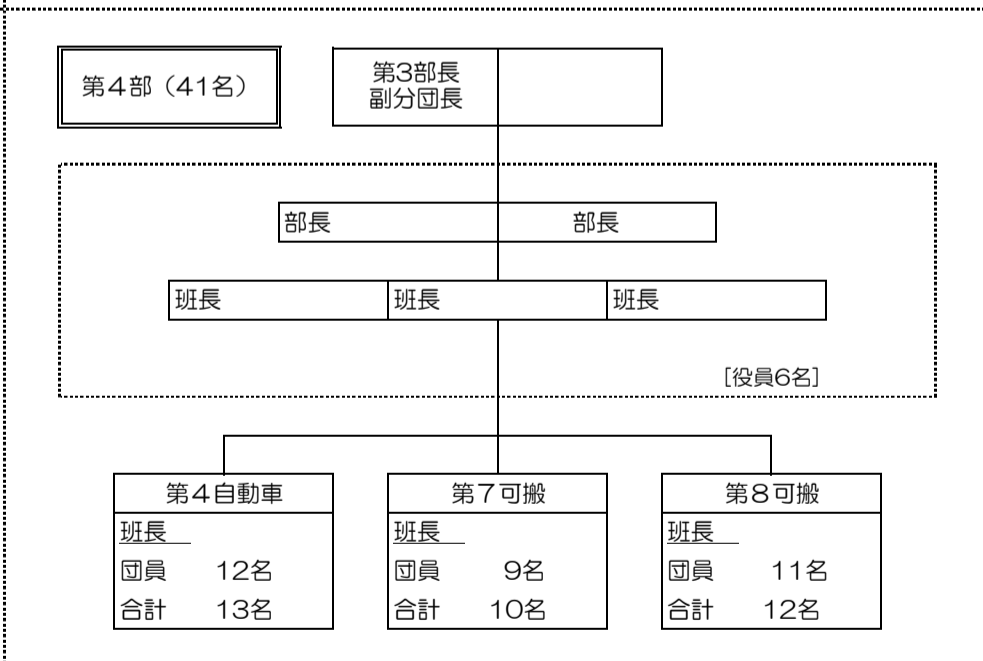 第4部（41名）
第3部長
副分団長
部長 部長
班長 班長 班長
[役員6名]
第4自動車
班長
団員 12名
合計 13名
第7可搬
班長
団員 9名
合計 10名
第8可搬
班長
団員 11名
合計 12名